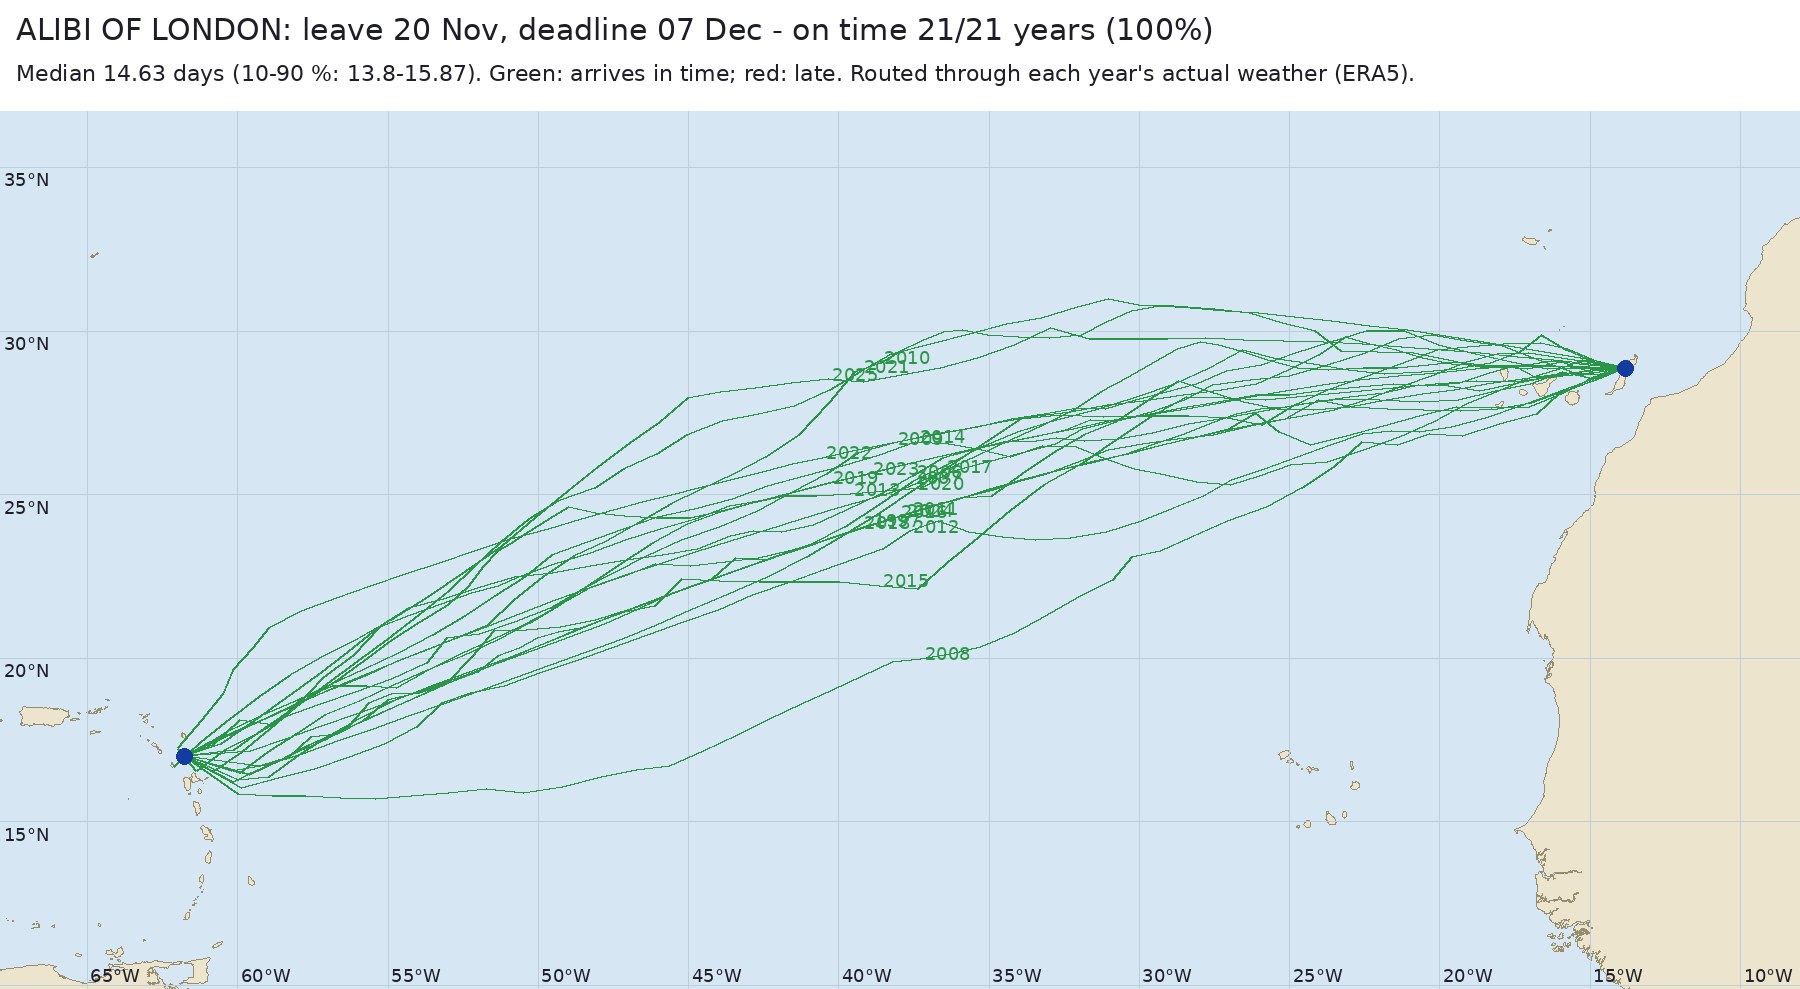 ALIBI OF LONDON: leave 20 Nov, deadline 07 Dec - on time 21/21 years (100%)
Median 14.63 days (10-90 %: 13.8-15.87). Green: arrives in time; red: late. Routed through each year's actual weather (ERA5).
35°N
30°N
2010
2021
2025
2014
2009
2022
25°N
2023
2017
2019
2020
2013
2011
2012
2015
20°N
2008
15°N
65°W
60°W
55°W
50°W
45°W
40°W
35°W
30°W
25°W
20°W
15°W
10°W